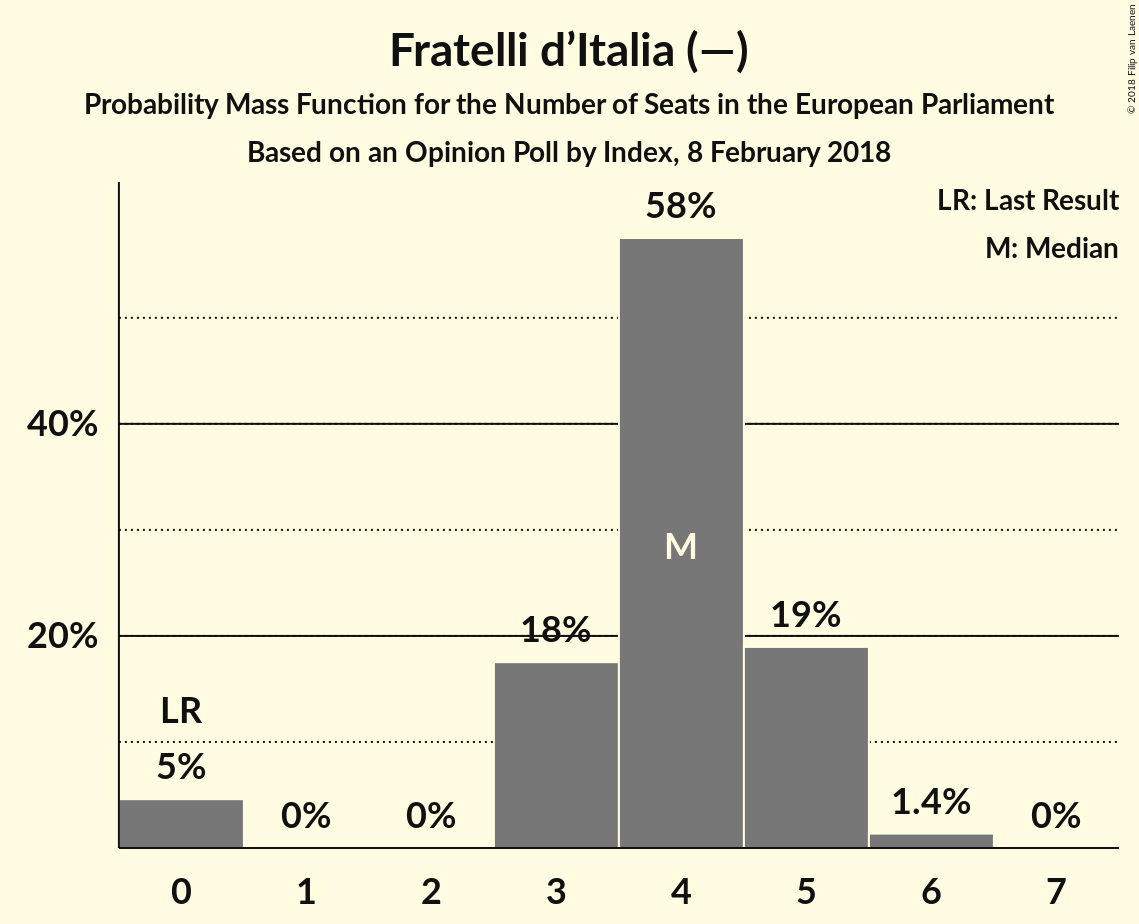 Fratelli d’Italia (—)
Probability Mass Function for the Number of Seats in the European Parliament
Based on an Opinion Poll by Index, 8 February 2018
© 2018 Filip van Laenen
LR: Last Result
M: Median
58%
40%
M
19%
18%
20%
LR
5%
0%
0%
1.4%
0%
0 1 2 3 4 5 6 7